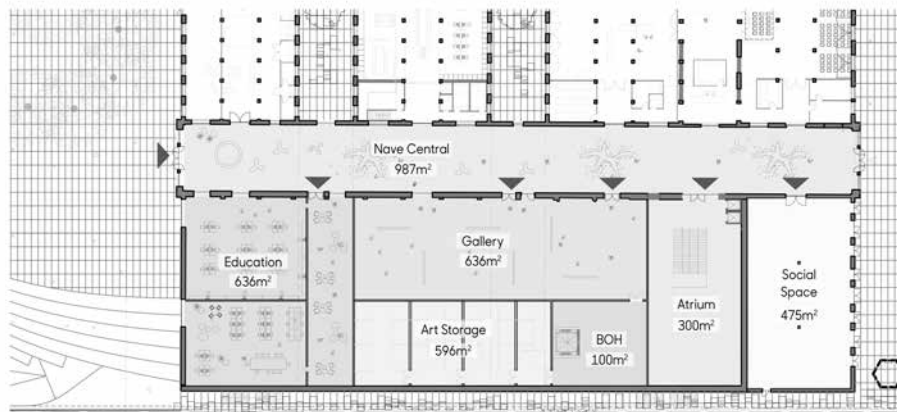 Nave Central
987m²
Gallery
636m²
Education
636m²
Social
Space
475m²
Atrium
300m²
Art Storage
596m²
BOH
100m²